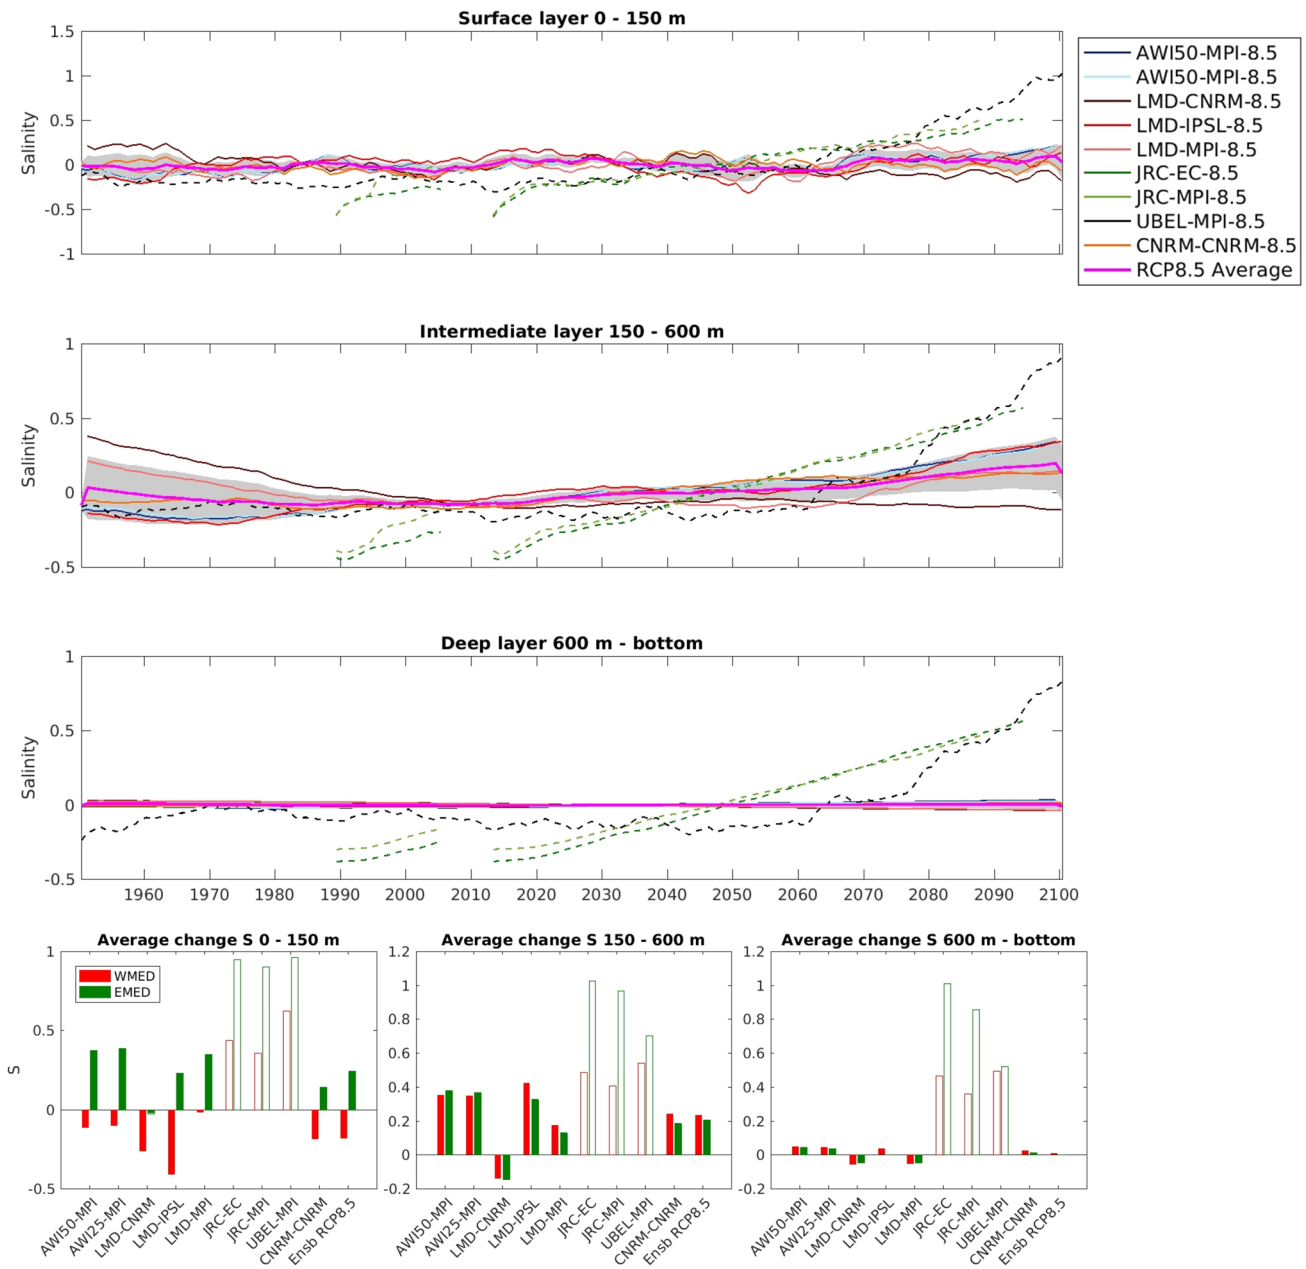 Surface layer 0 - 150 m
1.5
1
0.5
0
-0.5
-1
Salinity
AWI50-MPI-8.5
AWI50-MPI-8.5
LMD-CNRM-8.5
LMD-IPSL-8.5
LMD-MPI-8.5
JRC-EC-8.5
JRC-MPI-8.5
UBEL-MPI-8.5
CNRM-CNRM-8.5
RCP8.5 Average
Intermediate layer 150 - 600 m
1
0.5
0
-0.5
Salinity
Deep layer 600 m - bottom
1
0.5
0
-0.5
Salinity
1960 1970 1980 1990 2000 2010 2020 2030 2040 2050 2060 2070 2080 2090 2100
Average change S 0 - 150 m
1
0.5
0
-0.5
S
WMED
EMED
AWI50-MPI
AWI25-MPI
LMD-CNRM
LMD-IPSL
LMD-MPI
JRC-EC
JRC-MPI
UBEL-MPI
CNRM-CNRM
Ensb RCP8.5
Average change S 150 - 600 m
1.2
1
0.8
0.6
0.4
0.2
0
-0.2
AWI50-MPI
AWI25-MPI
LMD-CNRM
LMD-IPSL
LMD-MPI
JRC-EC
JRC-MPI
UBEL-MPI
CNRM-CNRM
Ensb RCP8.5
Average change S 600 m - bottom
1.2
1
0.8
0.6
0.4
0.2
0
-0.2
AWI50-MPI
AWI25-MPI
LMD-CNRM
LMD-IPSL
LMD-MPI
JRC-EC
JRC-MPI
UBEL-MPI
CNRM-CNRM
Ensb RCP8.5